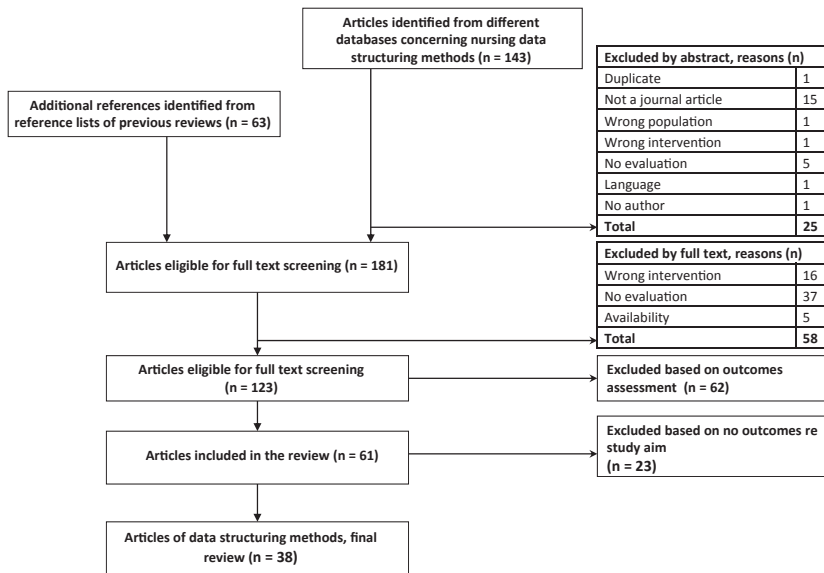 Articles identified from different
databases concerning nursing data
structuring methods (n = 143)
Additional references identified from
reference lists of previous reviews (n = 63)
Excluded by abstract, reasons (n)
Duplicate 1
Not a journal article 15
Wrong population 1
Wrong intervention 1
No evaluation 5
Language 1
No author 1
Total 25
Articles eligible for full text screening (n = 181)
Excluded by full text, reasons (n)
Wrong intervention 16
No evaluation 37
Availability 5
Total 58
Articles eligible for full text screening
(n = 123)
Excluded based on outcomes
assessment (n = 62)
Articles included in the review (n = 61)
Excluded based on no outcomes re
study aim
(n = 23)
Articles of data structuring methods, final
review (n = 38)